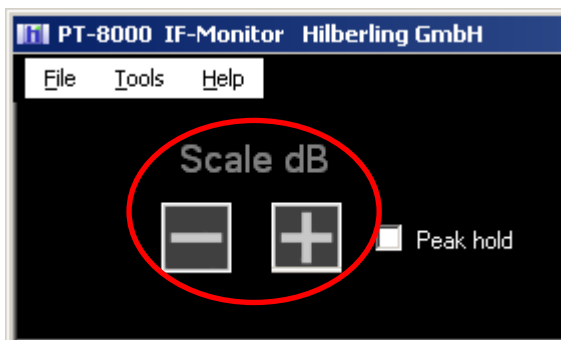 PT-8000 IF-Monitor Hilberling GmbH
File Tools Help
Scale dB
Peak hold